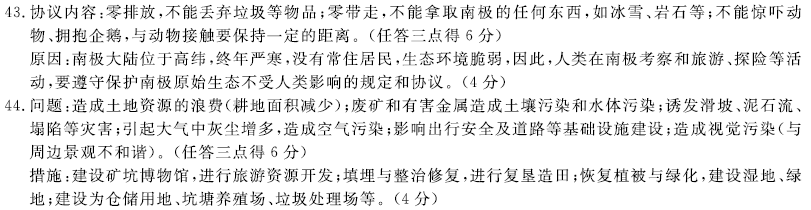 43. 协议内容:零排放,不能丢弃垃圾等物品;零带走,不能拿取南极的任何东西,如冰雪、岩石等;不能惊吓动
物、拥抱企鹅,与动物接触要保持一定的距离。(任答三点得6分)
原因:南极大陆位于高纬,终年严寒,没有常住居民,生态环境脆弱,因此,人类在南极考察和旅游、探险等活
动,要遵守保护南极原始生态不受人类影响的规定和协议。(4分)
44. 问题:造成土地资源的浪费(耕地面积减少);废矿和有害金属造成土壤污染和水体污染;诱发滑坡、泥石流、
塌陷等灾害;引起大气中灰尘增多,造成空气污染;影响出行安全及道路等基础设施建设;造成视觉污染(与
周边景观不和谐)。(任答三点得6分)
措施:建设矿坑博物馆,进行旅游资源开发;填埋与整治修复,进行复垦造田;恢复植被与绿化,建设湿地、绿
地;建设为仓储用地、坑塘养殖场、垃圾处理场等。(4分)